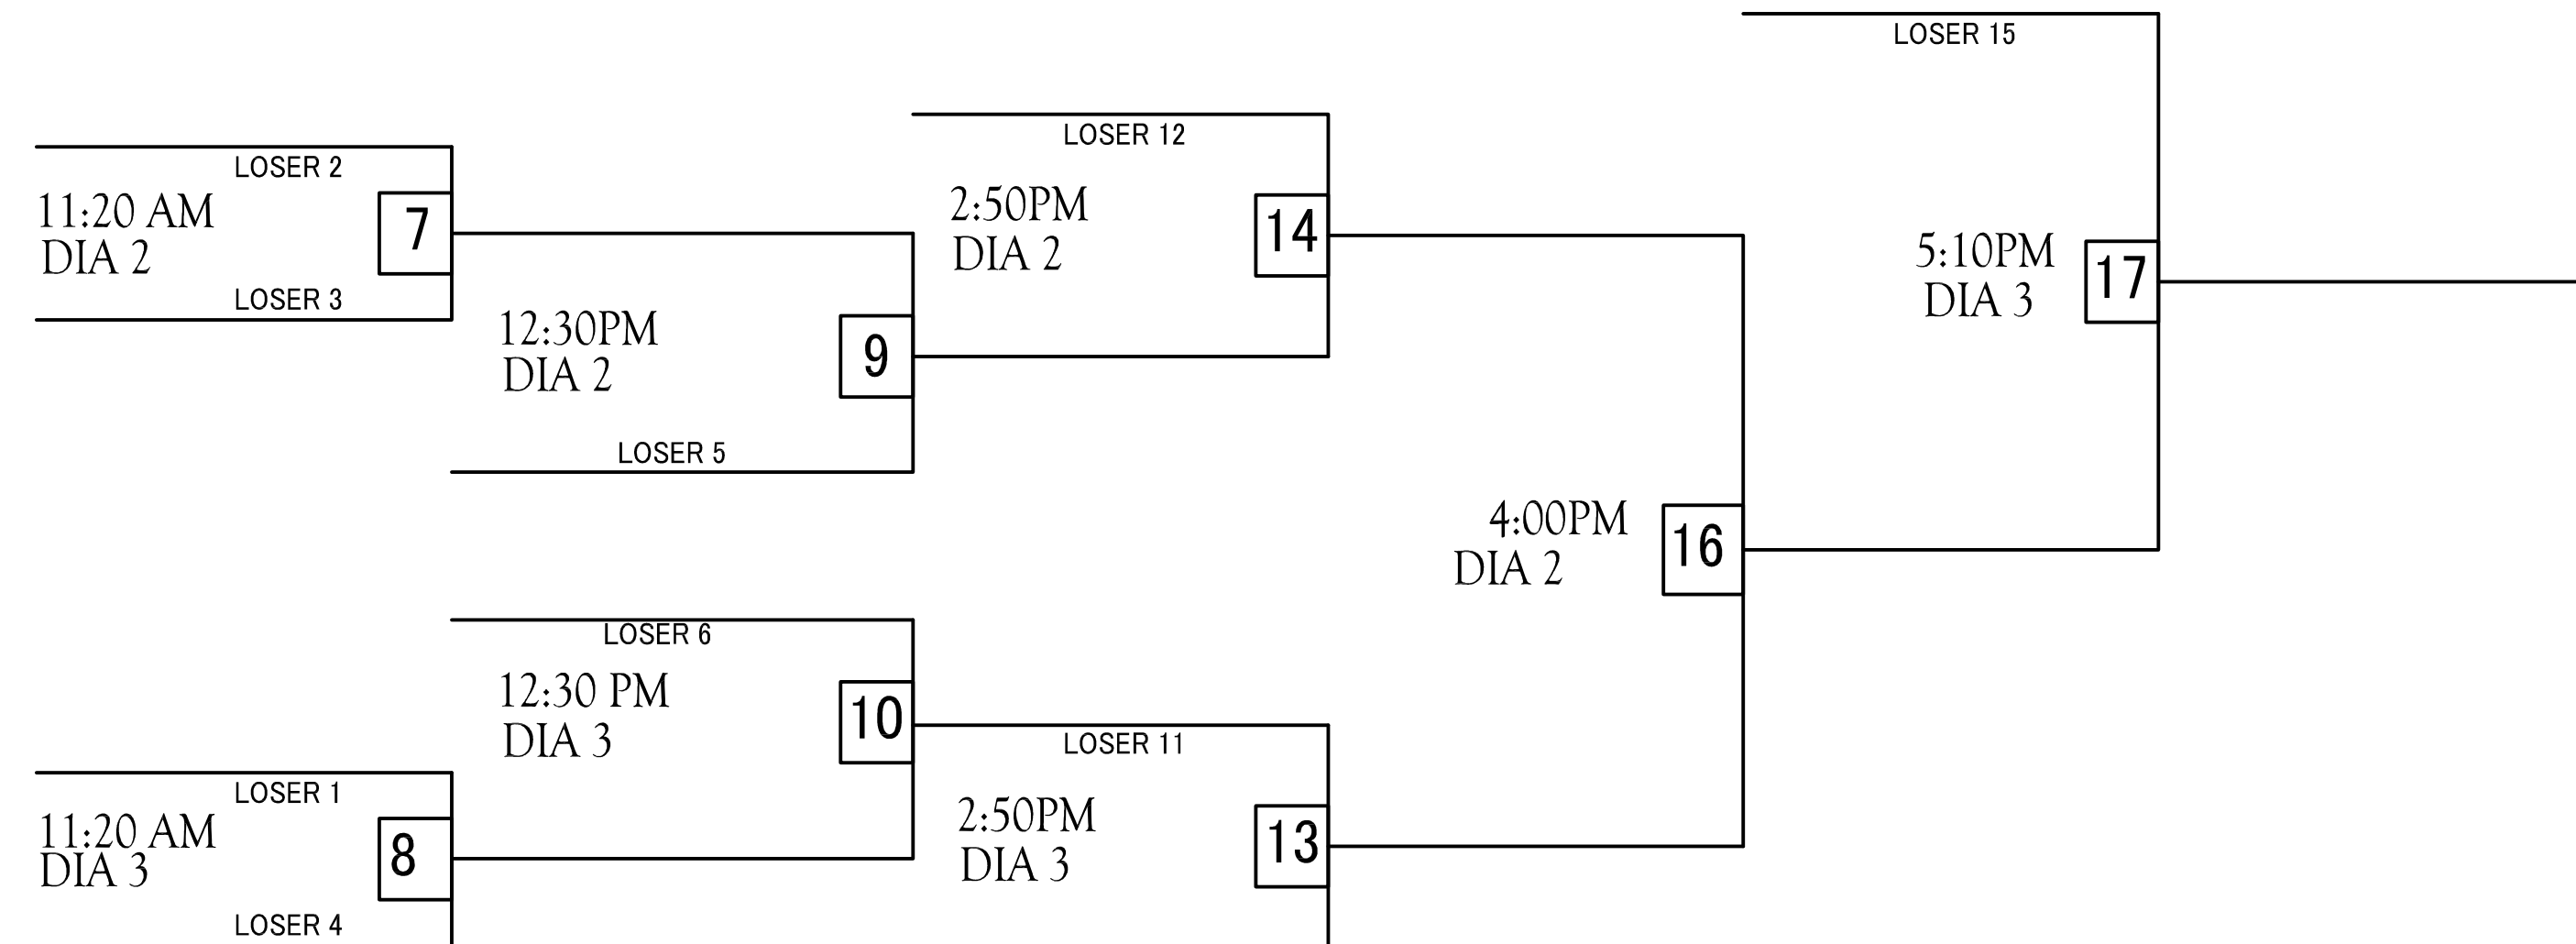 LOSER 15
LOSER 12
LOSER 2
11:20 AM
DIA 2
7
LOSER 3
2:50PM
DIA 2
14
5:10PM
DIA 3
17
12:30PM
DIA 2
9
LOSER 5
4:00PM
DIA 2
16
LOSER 6
12:30 PM
DIA 3
10
LOSER 11
LOSER 1
11:20 AM
DIA 3
8
LOSER 4
2:50PM
DIA 3
13